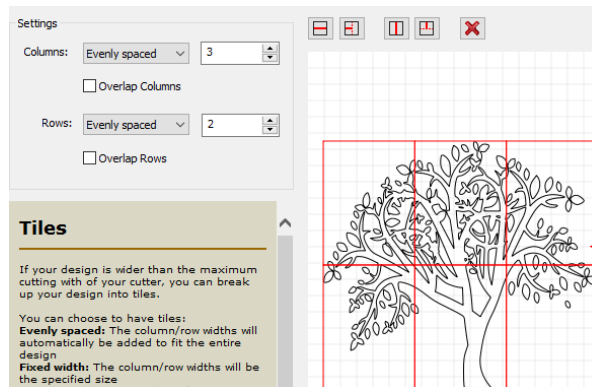 Settings
Columns: Evenly spaced 3
Overlap Columns
Rows: Evenly spaced 2
Overlap Rows
Tiles
If your design is wider than the maximum
cutting with of your cutter, you can break
up your design into tiles.
You can choose to have tiles:
Evenly spaced: The column/row widths will
automatically be added to fit the entire
design
Fixed width: The column/row widths will be
the specified size